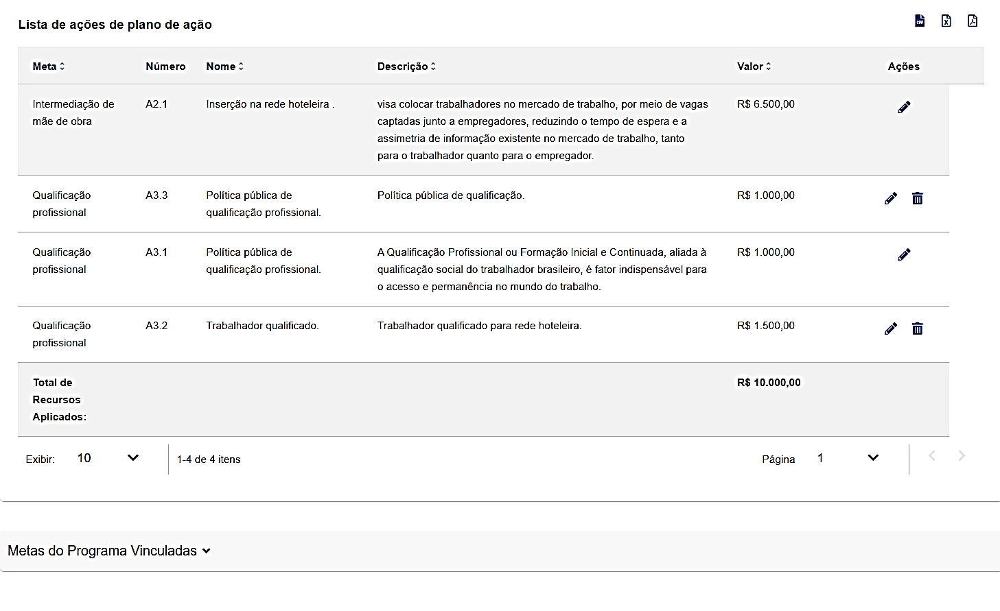 Lista de ações de plano de ação
CSV
Meta Número Nome Descrição Valor Ações
Intermediação de A2.1 Inserção na rede hoteleira . visa colocar trabalhadores no mercado de trabalho, por meio de vagas R$ 6.500,00
mãe de obra captadas junto a empregadores, reduzindo o tempo de espera e a
assimetria de informação existente no mercado de trabalho, tanto
para o trabalhador quanto para o empregador.
Qualificação A3.3 Política pública de Política pública de qualificação. R$ 1.000,00
profissional qualificação profissional.
Qualificação A3.1 Política pública de A Qualificação Profissional ou Formação Inicial e Continuada, aliada à R$ 1.000,00
profissional qualificação profissional. qualificação social do trabalhador brasileiro, é fator indispensável para
o acesso e permanência no mundo do trabalho.
Qualificação A3.2 Trabalhador qualificado. Trabalhador qualificado para rede hoteleira. R$ 1.500,00
profissional
Total de R$ 10.000,00
Recursos
Aplicados:
Exibir: 10 1-4 de 4 itens Página 1
Metas do Programa Vinculadas